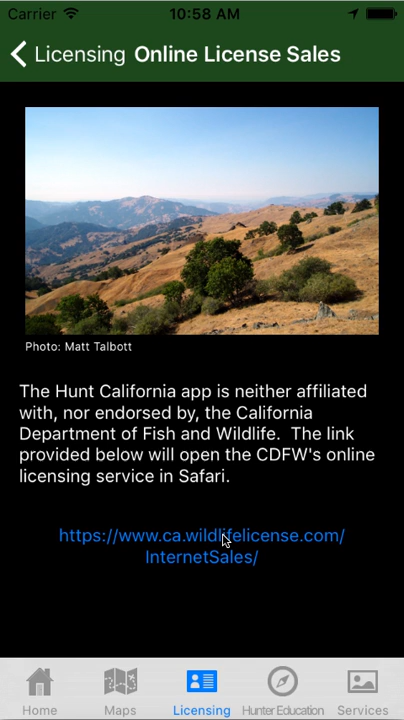 Carrier 10:58 AM
Licensing Online License Sales
Photo: Matt Talbott
The Hunt California app is neither affiliated
with, nor endorsed by, the California
Department of Fish and Wildlife.  The link
provided below will open the CDFW's online
licensing service in Safari.
https://www.ca.wildlifelicense.com/
InternetSales/
Home Maps Licensing Hunter Education Services